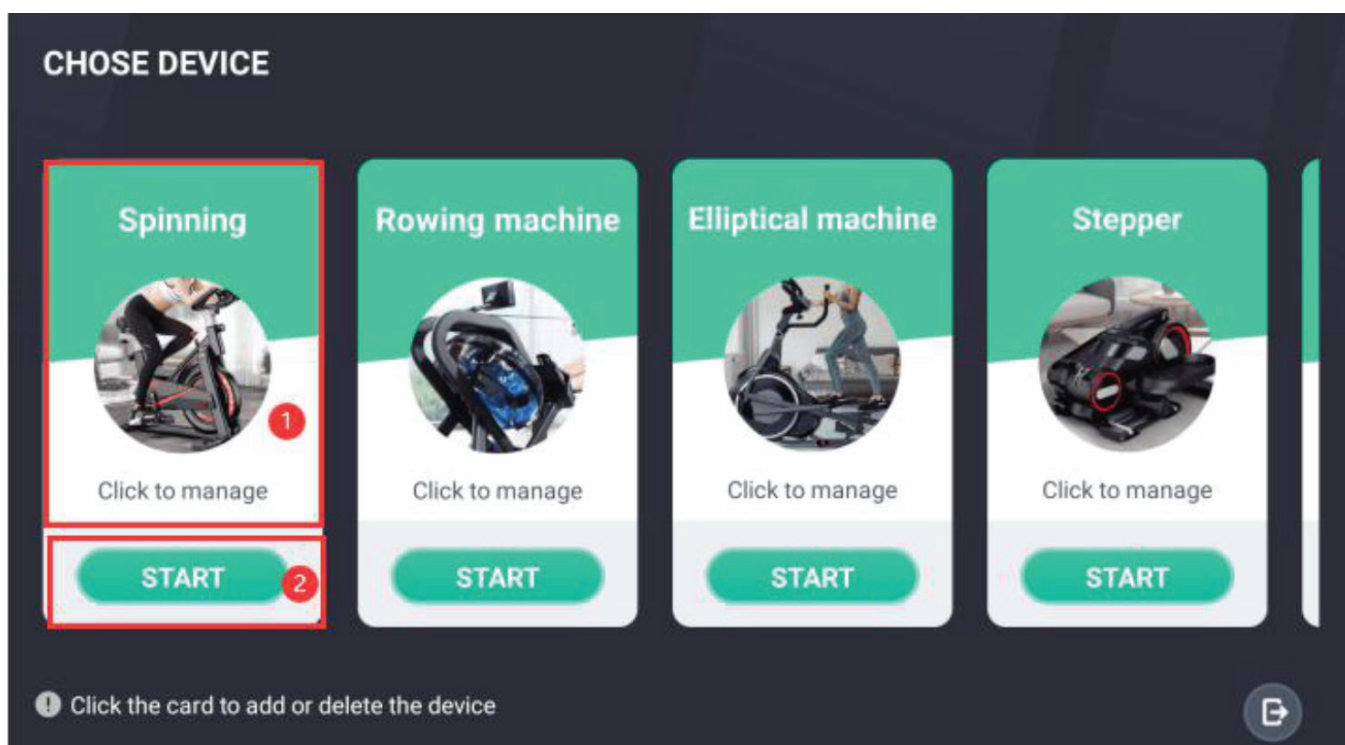 CHOSE DEVICE
Spinning
Rowing machine
Elliptical machine
Stepper
1
Click to manage
Click to manage
Click to manage
Click to manage
START
2
START
START
START
! Click the card to add or delete the device